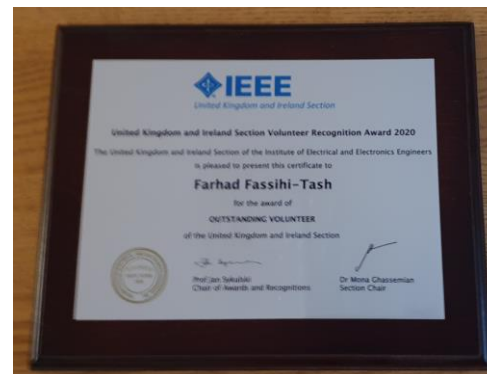 IEEE
United Kingdom and Ireland Section
United Kingdom and Ireland Section Volunteer Recognition Award 2020
The United Kingdom and Ireland Section of the Institute of Electrical and Electronics Engineers
is pleased to present this certificate to
Farhad Fassihi-Tash
for the award of
OUTSTANDING VOLUNTEER
of the United Kingdom and Ireland Section
Prof Jan Sykulski
Chair of Awards and Recognitions
Dr Mona Ghassemian
Section Chair